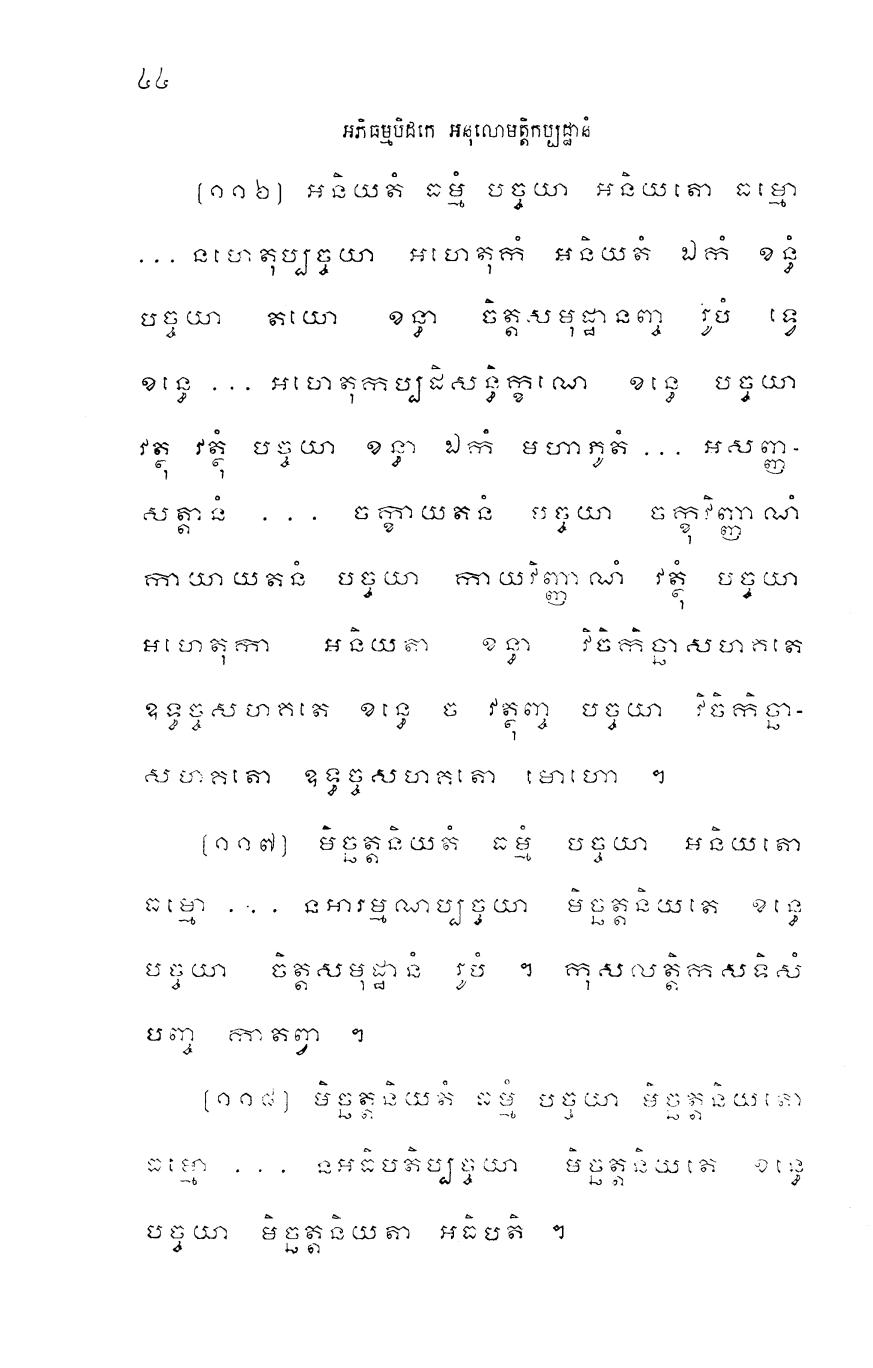 ៤៤
អភិធម្មបិដកេ អនុលោមត្តិកប្បដ្ឋានំ
(១១៦) អនិយតំ ធម្មំ បច្ចយា អនិយតោ ធម្មោ
... នហេតុប្បច្ចយា អហេតុកំ អនិយតំ ឯកំ ខន្ធំ
បច្ចយា តយោ ខន្ធា ចិត្តសមុដ្ឋានញ្ច រូបំ ទ្វេ
ខន្ធេ ... អហេតុកប្បដិសន្ធិក្ខណេ ខន្ធេ បច្ចយា
វត្ថុ វត្ថុំ បច្ចយា ខន្ធា ឯកំ មហាភូតំ ... អសញ្ញ-
សត្តានំ ... ចក្ខាយតនំ បច្ចយា ចក្ខុវិញ្ញាណំ
កាយាយតនំ បច្ចយា កាយវិញ្ញាណំ វត្ថុំ បច្ចយា
អហេតុកា អនិយតា ខន្ធា វិចិកិច្ឆាសហគតេ
ឧទ្ធច្ចសហគតេ ខន្ធេ ច វត្ថុញ្ច បច្ចយា វិចិកិច្ឆា-
សហគតោ ឧទ្ធច្ចសហគតោ មោហោ ។
(១១៧) មិច្ឆត្តនិយតំ ធម្មំ បច្ចយា អនិយតោ
ធម្មោ ... នអារម្មណប្បច្ចយា មិច្ឆត្តនិយតេ ខន្ធេ
បច្ចយា ចិត្តសមុដ្ឋានំ រូបំ ។ កុសលត្តិកសទិសំ
បញ្ច កាតព្វា ។
(១១៨) មិច្ឆត្តនិយតំ ធម្មំ បច្ចយា មិច្ឆត្តនិយតោ
ធម្មោ ... នអធិបតិប្បច្ចយា មិច្ឆត្តនិយតេ ខន្ធេ
បច្ចយា មិច្ឆត្តនិយតា អធិបតិ ។